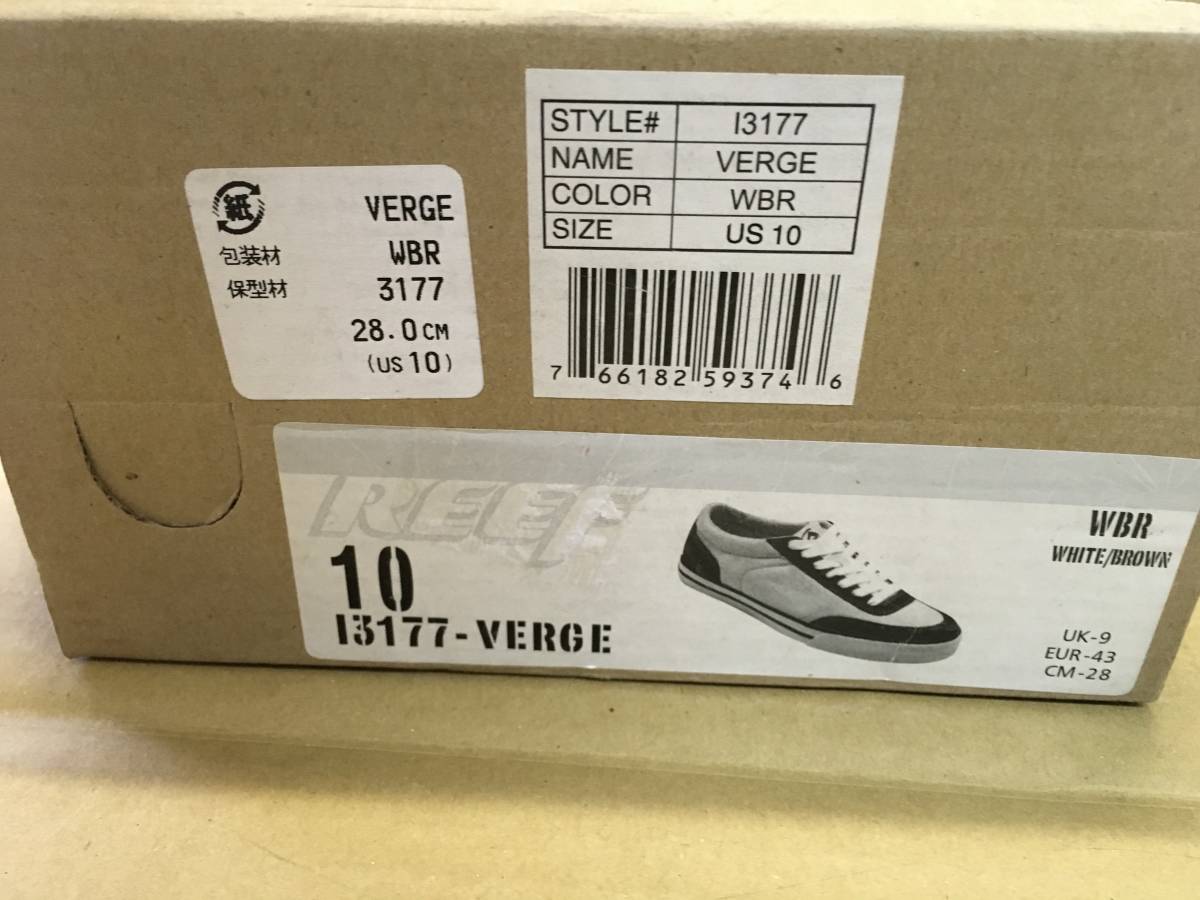 紙
VERGE
包装材 WBR
保型材 3177
28.0CM
(US 10)
STYLE# I3177
NAME VERGE
COLOR WBR
SIZE US 10
7 66182 59374 6
REEF
10
I3177-VERGE
WBR
WHITE/BROWN
UK-9
EUR-43
CM-28